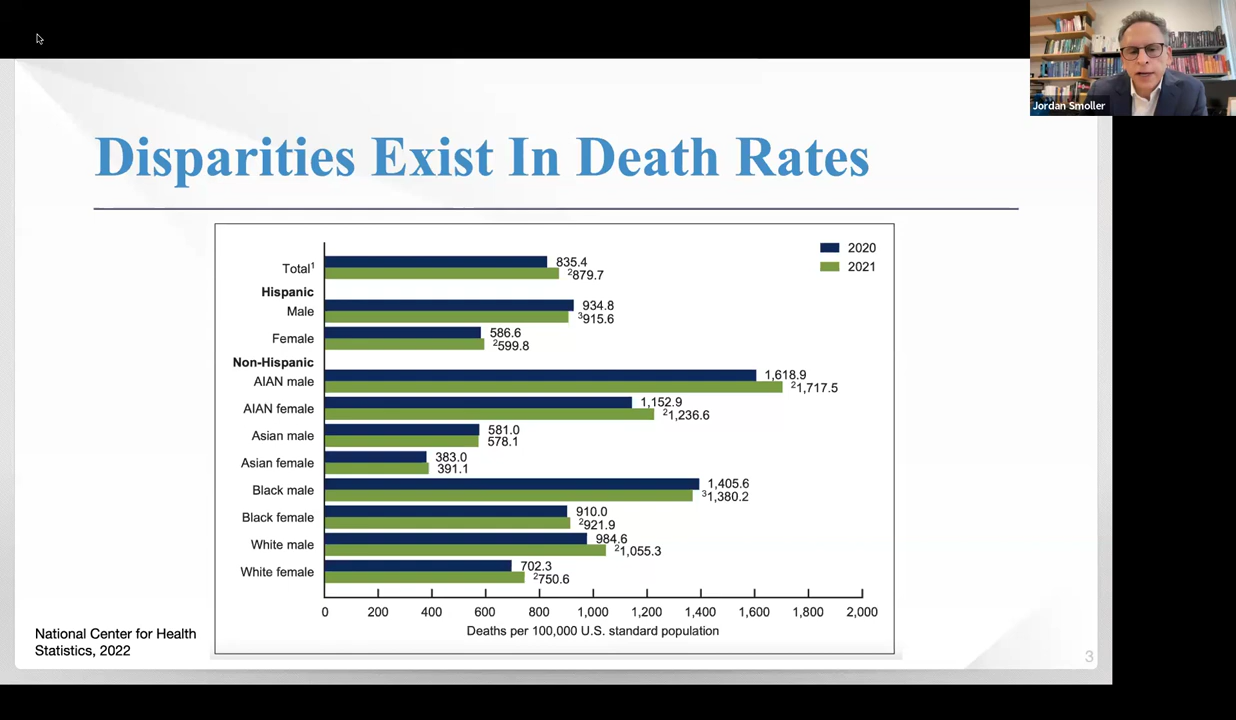 Jordan Smoller
Disparities Exist In Death Rates
2020
2021
Total¹ 835.4
²879.7
Hispanic
Male 934.8
³915.6
Female 586.6
²599.8
Non-Hispanic
AIAN male 1,618.9
²1,717.5
AIAN female 1,152.9
²1,236.6
Asian male 581.0
578.1
Asian female 383.0
391.1
Black male 1,405.6
³1,380.2
Black female 910.0
²921.9
White male 984.6
²1,055.3
White female 702.3
²750.6
0 200 400 600 800 1,000 1,200 1,400 1,600 1,800 2,000
Deaths per 100,000 U.S. standard population
National Center for Health
Statistics, 2022
3